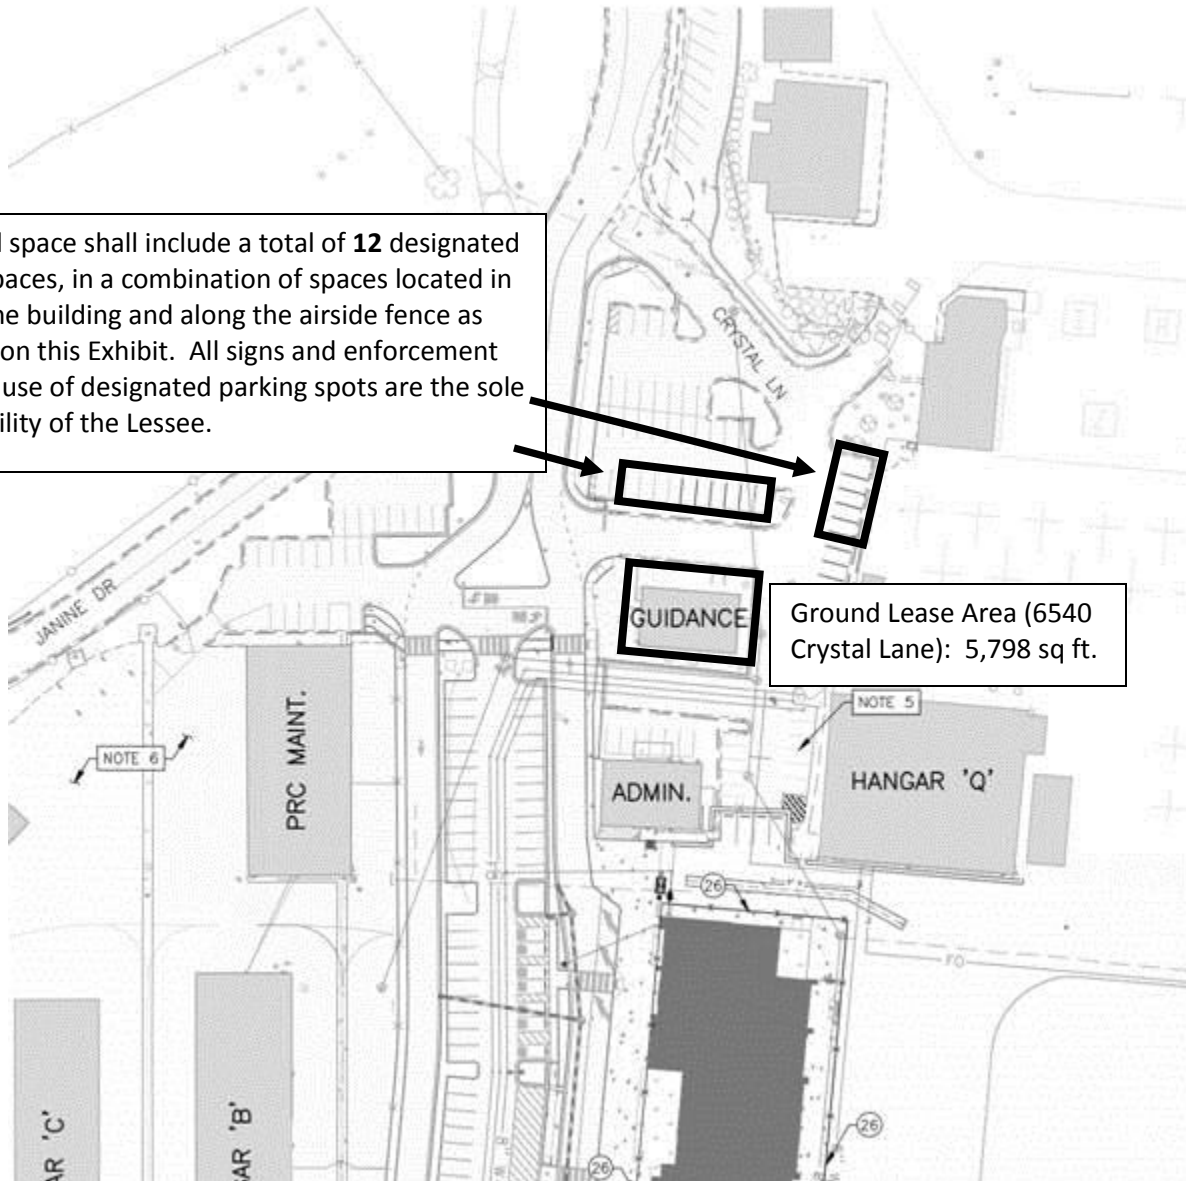 l space shall include a total of 12 designated
paces, in a combination of spaces located in
he building and along the airside fence as
on this Exhibit. All signs and enforcement
use of designated parking spots are the sole
ility of the Lessee.
CRYSTAL LN
JANINE DR
GUIDANCE
Ground Lease Area (6540
Crystal Lane): 5,798 sq ft.
NOTE 5
NOTE 6
PRC MAINT.
ADMIN.
HANGAR 'Q'
26
FO
AR 'C'
GAR 'B'
26
26